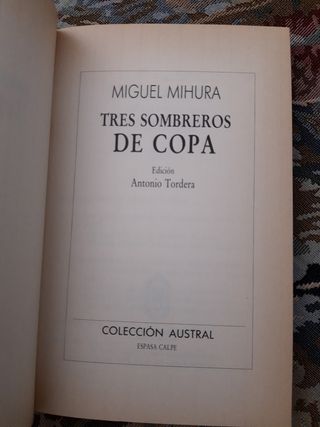 MIGUEL MIHURA
TRES SOMBREROS
DE COPA
Edición
Antonio Tordera
COLECCIÓN AUSTRAL
ESPASA CALPE